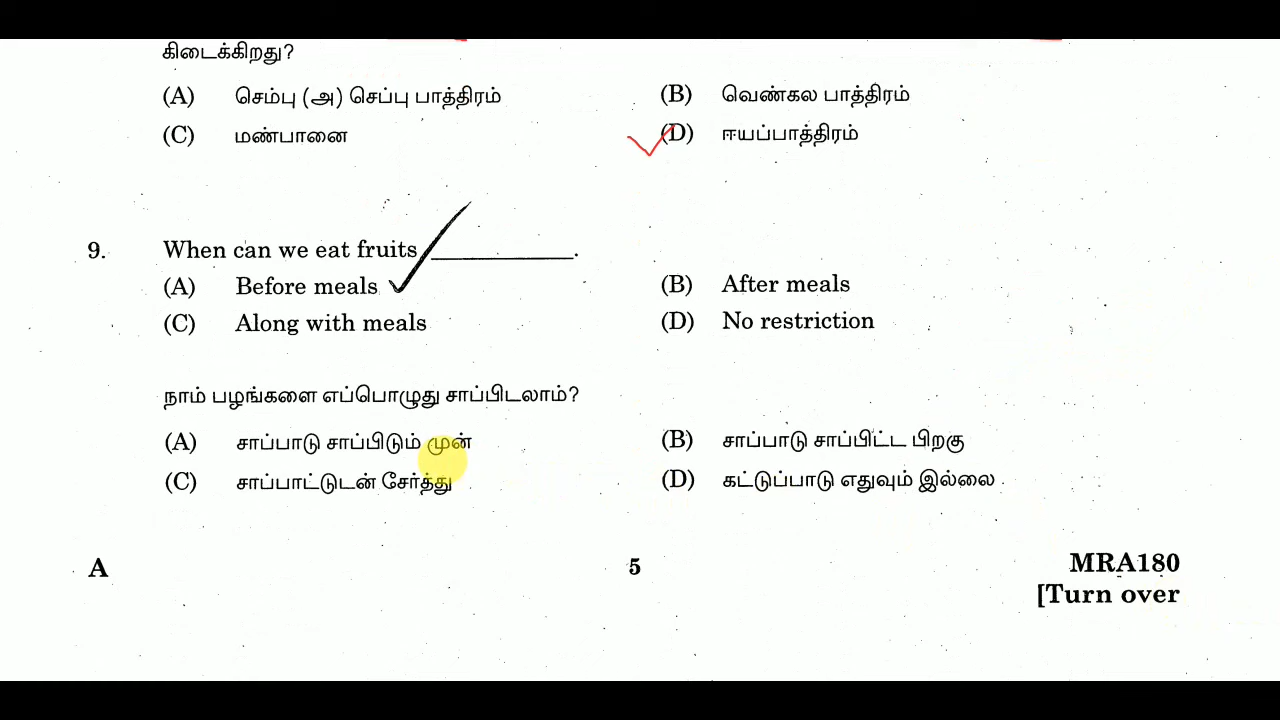 கிடைக்கிறது?
(A) செம்பு (அ) செப்பு பாத்திரம் (B) வெண்கல பாத்திரம்
(C) மண்பானை (D) ஈயப்பாத்திரம்
9. When can we eat fruits ____________.
(A) Before meals (B) After meals
(C) Along with meals (D) No restriction
நாம் பழங்களை எப்பொழுது சாப்பிடலாம்?
(A) சாப்பாடு சாப்பிடும் முன் (B) சாப்பாடு சாப்பிட்ட பிறகு
(C) சாப்பாட்டுடன் சேர்த்து (D) கட்டுப்பாடு எதுவும் இல்லை
A 5 MRA180
[Turn over